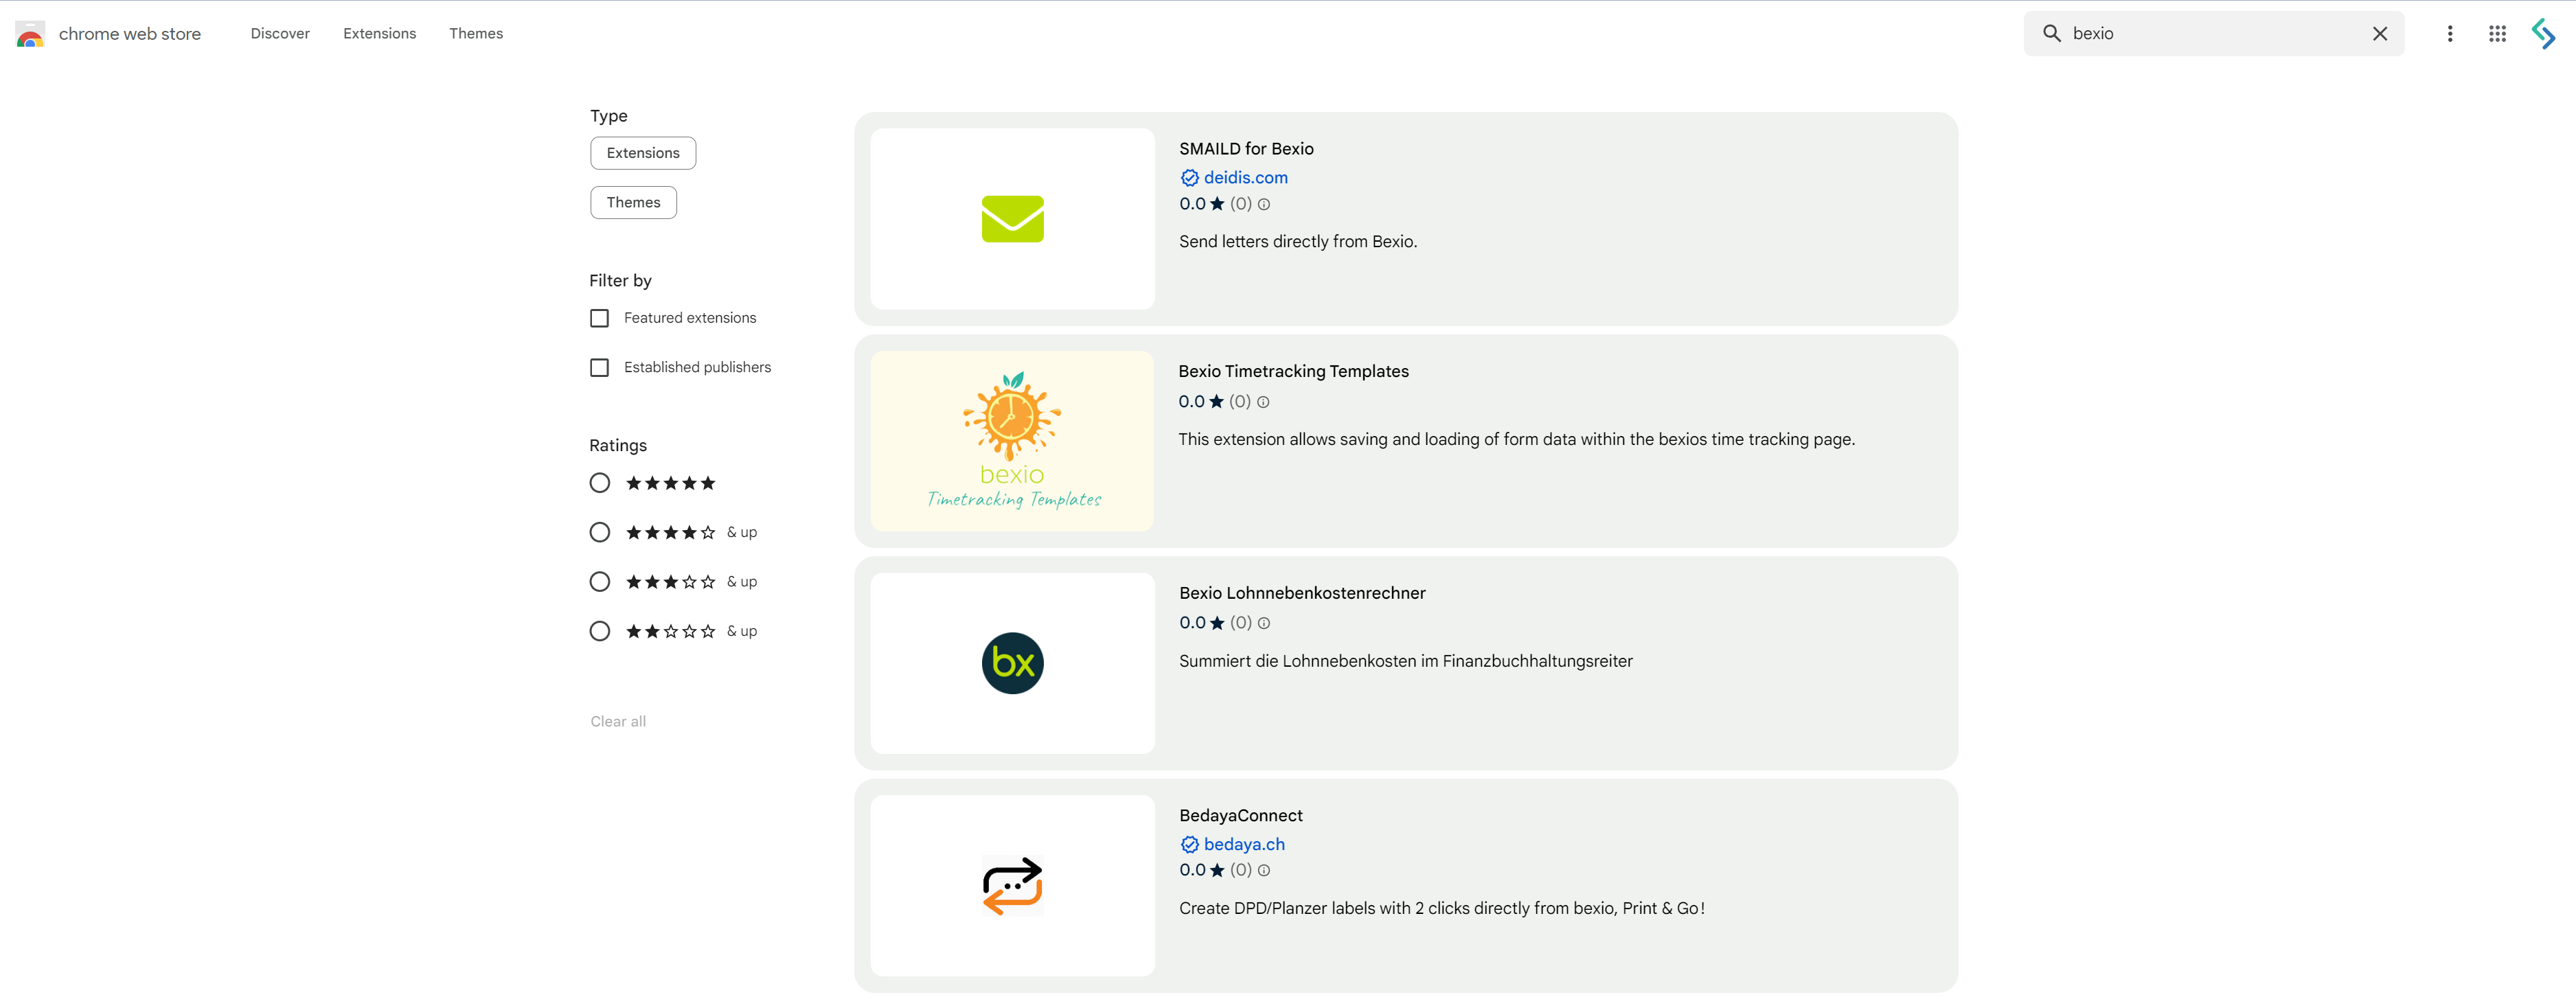 chrome web store
Discover
Extensions
Themes
bexio
Type
Extensions
Themes
Filter by
Featured extensions
Established publishers
Ratings
& up
& up
& up
Clear all
SMAILD for Bexio
deidis.com
0.0 ★ (0)
Send letters directly from Bexio.
bexio
Timetracking Templates
Bexio Timetracking Templates
0.0 ★ (0)
This extension allows saving and loading of form data within the bexios time tracking page.
bx
Bexio Lohnnebenkostenrechner
0.0 ★ (0)
Summiert die Lohnnebenkosten im Finanzbuchhaltungsreiter
BedayaConnect
bedaya.ch
0.0 ★ (0)
Create DPD/Planzer labels with 2 clicks directly from bexio, Print & Go!